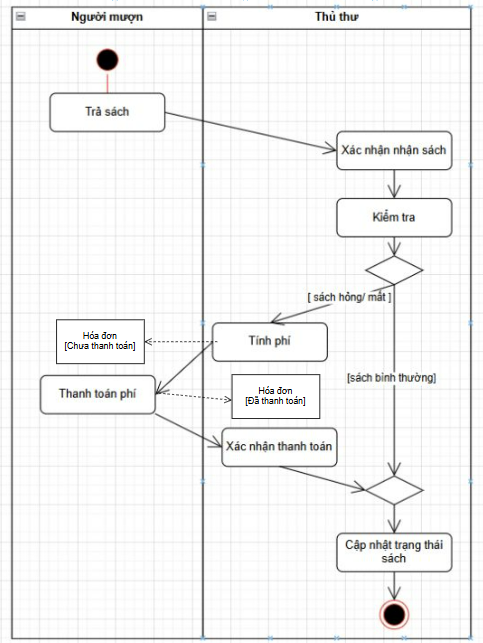 Người mượn
Thủ thư
Trả sách
Xác nhận nhận sách
Kiểm tra
[ sách hỏng/ mất ]
Hóa đơn
[Chưa thanh toán]
Tính phí
Thanh toán phí
[sách bình thường]
Hóa đơn
[Đã thanh toán]
Xác nhận thanh toán
Cập nhật trạng thái
sách